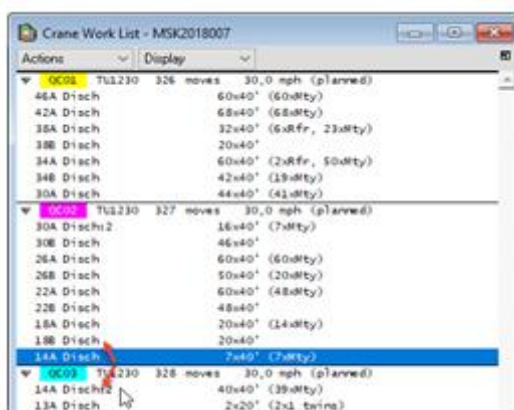 Crane Work List - MSK2018007
Actions Display
QC01 TU1230 326 moves 30,0 mph (planned)
46A Disch 60x40' (60xMty)
42A Disch 68x40' (68xMty)
38A Disch 32x40' (6xRfr, 23xMty)
38B Disch 20x40'
34A Disch 60x40' (2xRfr, 50xMty)
34B Disch 42x40' (19xMty)
30A Disch 44x40' (41xMty)
QC02 TU1230 327 moves 30,0 mph (planned)
30A Disch:2 16x40' (7xMty)
30B Disch 46x40'
26A Disch 60x40' (60xMty)
26B Disch 50x40' (20xMty)
22A Disch 60x40' (48xMty)
22B Disch 48x40'
18A Disch 20x40' (14xMty)
18B Disch 20x40'
14A Disch 7x40' (7xMty)
QC03 TU1230 328 moves 30,0 mph (planned)
14A Disch:2 40x40' (39xMty)
13A Disch 2x20' (2x1 twins)